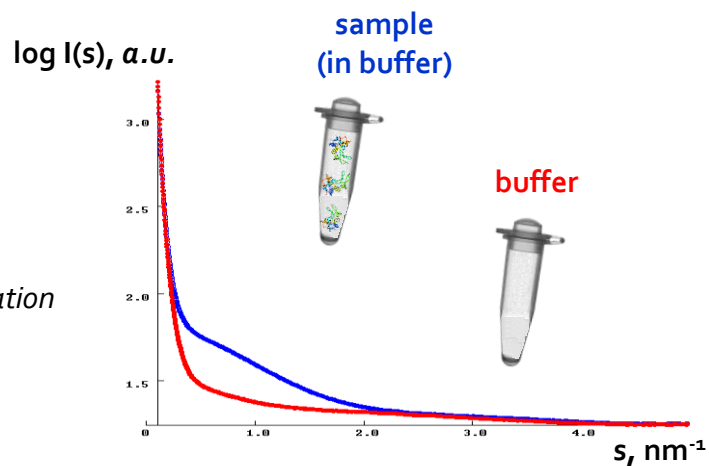 sample
(in buffer)
log I(s), a.u.
3.0
buffer
2.5
2.0
1.5
0 1.0 2.0 3.0 4.0
s, nm-1